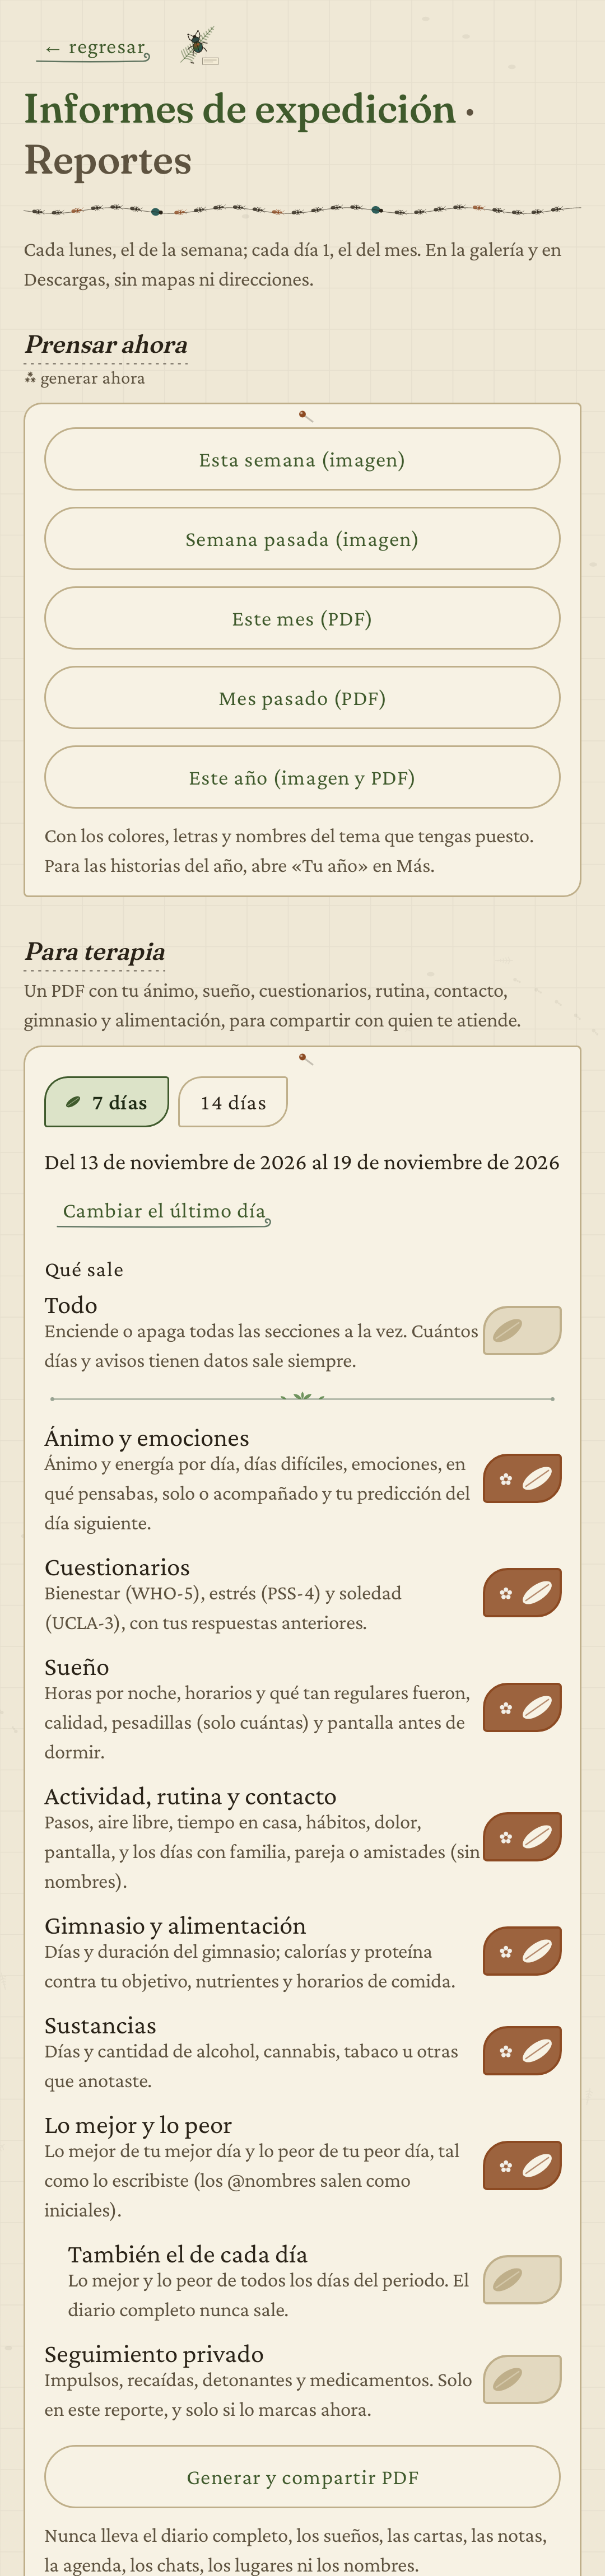 ← regresar
Informes de expedición ·
Reportes
Cada lunes, el de la semana; cada día 1, el del mes. En la galería y en
Descargas, sin mapas ni direcciones.
Prensar ahora
generar ahora
Esta semana (imagen)
Semana pasada (imagen)
Este mes (PDF)
Mes pasado (PDF)
Este año (imagen y PDF)
Con los colores, letras y nombres del tema que tengas puesto.
Para las historias del año, abre «Tu año» en Más.
Para terapia
Un PDF con tu ánimo, sueño, cuestionarios, rutina, contacto,
gimnasio y alimentación, para compartir con quien te atiende.
7 días
14 días
Del 13 de noviembre de 2026 al 19 de noviembre de 2026
Cambiar el último día
Qué sale
Todo
Enciende o apaga todas las secciones a la vez. Cuántos
días y avisos tienen datos sale siempre.
Ánimo y emociones
Ánimo y energía por día, días difíciles, emociones, en
qué pensabas, solo o acompañado y tu predicción del
día siguiente.
Cuestionarios
Bienestar (WHO-5), estrés (PSS-4) y soledad
(UCLA-3), con tus respuestas anteriores.
Sueño
Horas por noche, horarios y qué tan regulares fueron,
calidad, pesadillas (solo cuántas) y pantalla antes de
dormir.
Actividad, rutina y contacto
Pasos, aire libre, tiempo en casa, hábitos, dolor,
pantalla, y los días con familia, pareja o amistades (sin
nombres).
Gimnasio y alimentación
Días y duración del gimnasio; calorías y proteína
contra tu objetivo, nutrientes y horarios de comida.
Sustancias
Días y cantidad de alcohol, cannabis, tabaco u otras
que anotaste.
Lo mejor y lo peor
Lo mejor de tu mejor día y lo peor de tu peor día, tal
como lo escribiste (los @nombres salen como
iniciales).
También el de cada día
Lo mejor y lo peor de todos los días del periodo. El
diario completo nunca sale.
Seguimiento privado
Impulsos, recaídas, detonantes y medicamentos. Solo
en este reporte, y solo si lo marcas ahora.
Generar y compartir PDF
Nunca lleva el diario completo, los sueños, las cartas, las notas,
la agenda, los chats, los lugares ni los nombres.